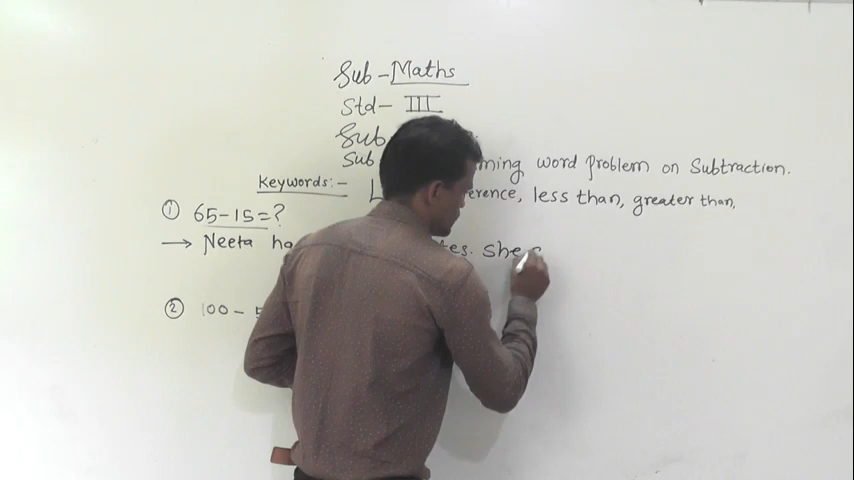 Sub - Maths
Std - III
Sub
Sub ming word problem on Subtraction.
Keywords:- erence, less than, greater than,
① 65-15=?
→ Neeta ha tes. She
② 100 -